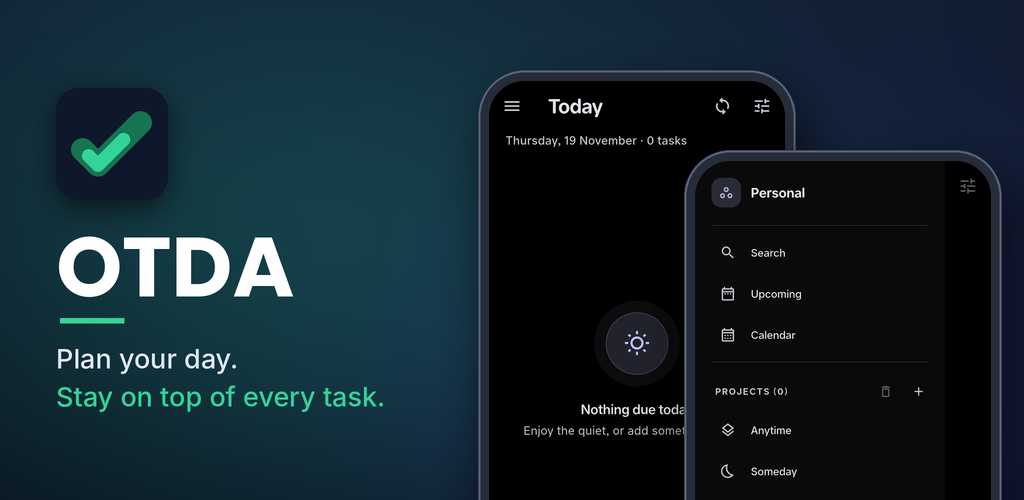 OTDA
Plan your day.
Stay on top of every task.
Today
Thursday, 19 November · 0 tasks
Nothing due toda
Enjoy the quiet, or add somet
Personal
Search
Upcoming
Calendar
PROJECTS (0)
Anytime
Someday